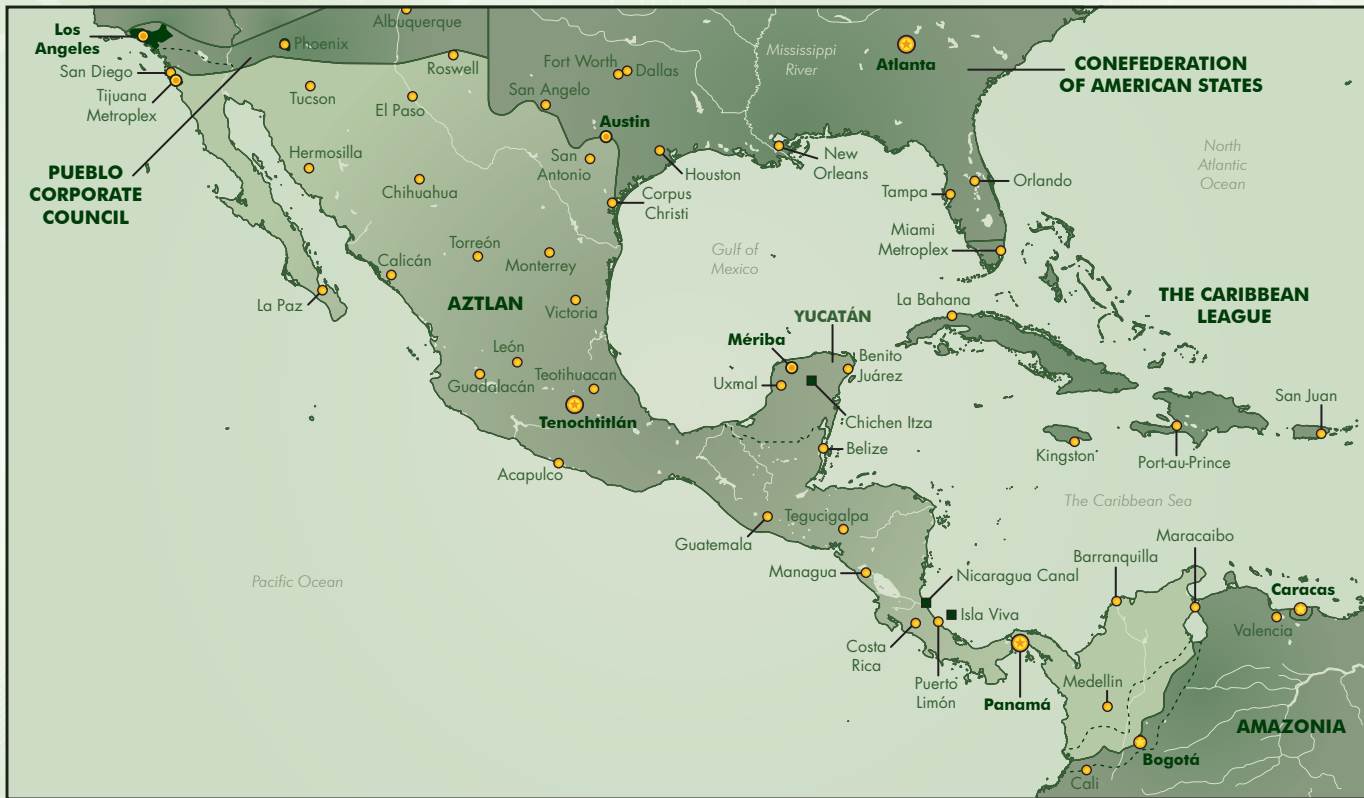 Albuquerque
Los
Angeles
Phoenix
San Diego
Tijuana
Metroplex
Tucson
El Paso
Roswell
Fort Worth
Dallas
San Angelo
Austin
San
Antonio
Houston
Corpus
Christi
Mississippi
River
Atlanta
CONEFEDERATION
OF AMERICAN STATES
New
Orleans
North
Atlantic
Ocean
Tampa
Orlando
Miami
Metroplex
PUEBLO
CORPORATE
COUNCIL
Hermosilla
Chihuahua
Torreón
Monterrey
Calicán
La Paz
AZTLAN
Victoria
Gulf of
Mexico
La Bahana
THE CARIBBEAN
LEAGUE
YUCATÁN
Mériba
Benito
Juárez
Uxmal
Chichen Itza
Belize
León
Guadalacán
Teotihuacan
Tenochtitlán
Acapulco
San Juan
Kingston
Port-au-Prince
The Caribbean Sea
Guatemala
Tegucigalpa
Managua
Nicaragua Canal
Isla Viva
Costa
Rica
Puerto
Limón
Panamá
Pacific Ocean
Barranquilla
Maracaibo
Caracas
Valencia
Medellin
AMAZONIA
Bogotá
Cali